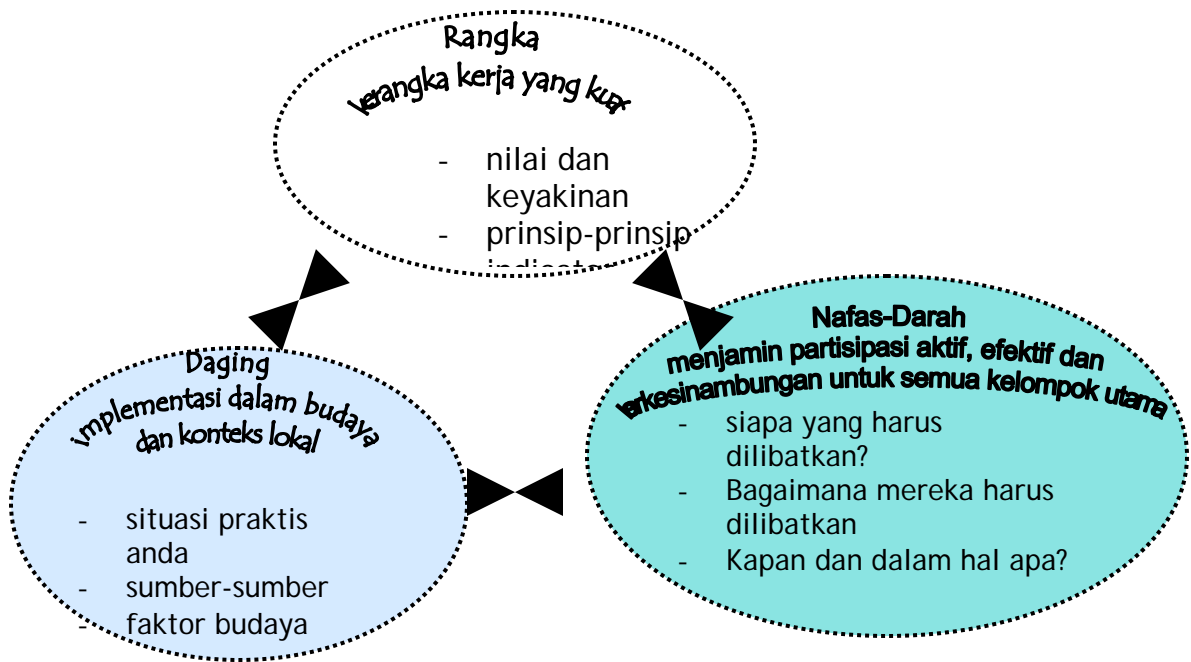 Rangka
kerangka kerja yang kuat
- nilai dan
keyakinan
- prinsip-prinsip
Daging
implementasi dalam budaya
dan konteks lokal
- situasi praktis
anda
- sumber-sumber
- faktor budaya
Nafas-Darah
menjamin partisipasi aktif, efektif dan
berkesinambungan untuk semua kelompok utama
- siapa yang harus
dilibatkan?
- Bagaimana mereka harus
dilibatkan
- Kapan dan dalam hal apa?